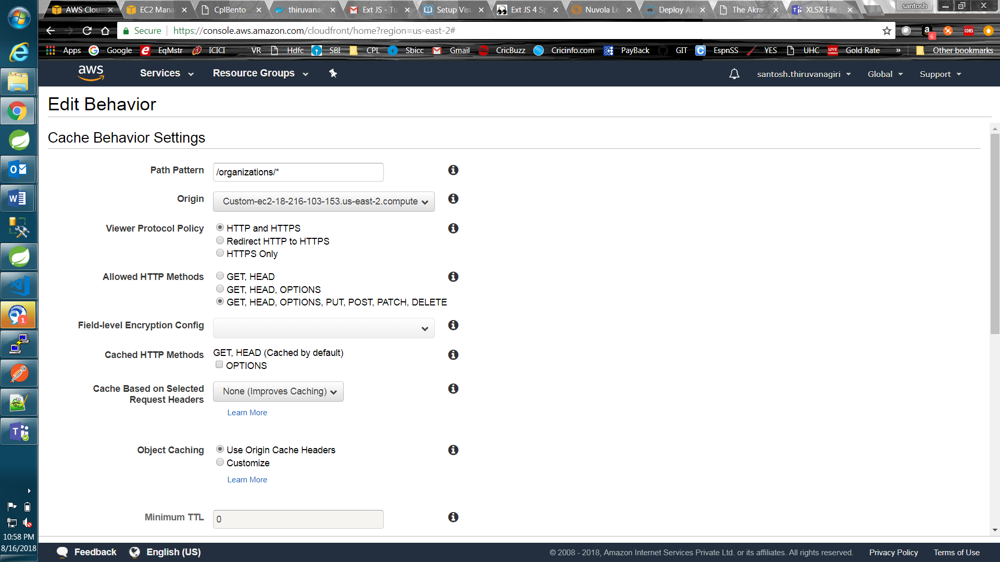 AWS Clou
EC2 Mana
CplBento
thiruvanag
Ext JS - Tu
Setup Visu
Ext JS 4 Sp
Nuvola Le
Deploy An
The Akras
XLSX File
santosh
Secure
https://console.aws.amazon.com/cloudfront/home?region=us-east-2#
6
CORS
Apps Google EqMstr ICICI VR Hdfc SBI CPL Sbicc Gmail CricBuzz Cricinfo.com PayBack GIT EspnSS YES UHC Gold Rate » Other bookmarks
aws Services Resource Groups santosh.thiruvanagiri Global Support
Edit Behavior
Cache Behavior Settings
Path Pattern /organizations/*
Origin Custom-ec2-18-216-103-153.us-east-2.compute
Viewer Protocol Policy HTTP and HTTPS
Redirect HTTP to HTTPS
HTTPS Only
Allowed HTTP Methods GET, HEAD
GET, HEAD, OPTIONS
GET, HEAD, OPTIONS, PUT, POST, PATCH, DELETE
Field-level Encryption Config
Cached HTTP Methods GET, HEAD (Cached by default)
OPTIONS
Cache Based on Selected
Request Headers
None (Improves Caching)
Learn More
Object Caching Use Origin Cache Headers
Customize
Learn More
Minimum TTL 0
1
10:58 PM
8/16/2018
Feedback English (US) © 2008 - 2018, Amazon Internet Services Private Ltd. or its affiliates. All rights reserved. Privacy Policy Terms of Use